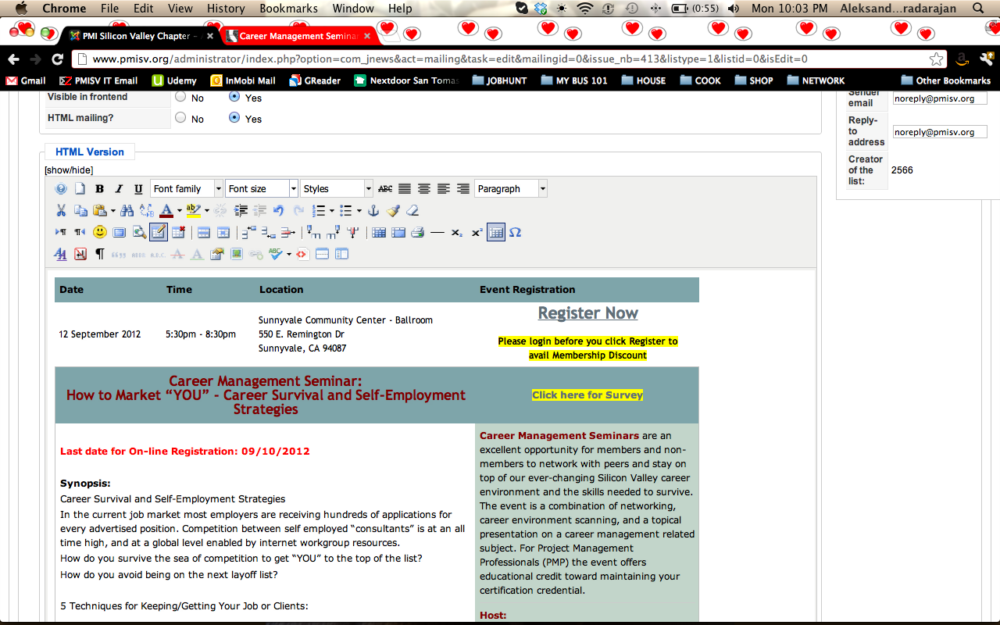 Chrome File Edit View History Bookmarks Window Help (0:55) Mon 10:03 PM Aleksand...radarajan
PMI Silicon Valley Chapter – Career Management Semina
www.pmisv.org/administrator/index.php?option=com_jnews&act=mailing&task=edit&mailingid=0&issue_nb=413&listype=1&listid=0&isEdit=0
Gmail PMISV IT Email Udemy InMobi Mail GReader Nextdoor San Tomas JOBHUNT MY BUS 101 HOUSE COOK SHOP NETWORK Other Bookmarks
Visible in frontend No Yes
HTML mailing? No Yes
Sender
email noreply@pmisv.org
Reply-
to
address noreply@pmisv.org
Creator
of the
list: 2566
HTML Version
[show/hide]
B I U Font family Font size Styles ABC Paragraph
Date Time Location Event Registration
12 September 2012 5:30pm - 8:30pm
Sunnyvale Community Center - Ballroom
550 E. Remington Dr
Sunnyvale, CA 94087
Register Now
Please login before you click Register to
avail Membership Discount
Career Management Seminar:
How to Market “YOU” - Career Survival and Self-Employment
Strategies
Click here for Survey
Last date for On-line Registration: 09/10/2012
Synopsis:
Career Survival and Self-Employment Strategies
In the current job market most employers are receiving hundreds of applications for
every advertised position. Competition between self employed “consultants” is at an all
time high, and at a global level enabled by internet workgroup resources.
How do you survive the sea of competition to get “YOU” to the top of the list?
How do you avoid being on the next layoff list?
5 Techniques for Keeping/Getting Your Job or Clients:
Career Management Seminars are an
excellent opportunity for members and non-
members to network with peers and stay on
top of our ever-changing Silicon Valley career
environment and the skills needed to survive.
The event is a combination of networking,
career environment scanning, and a topical
presentation on a career management related
subject. For Project Management
Professionals (PMP) the event offers
educational credit toward maintaining your
certification credential.
Host: